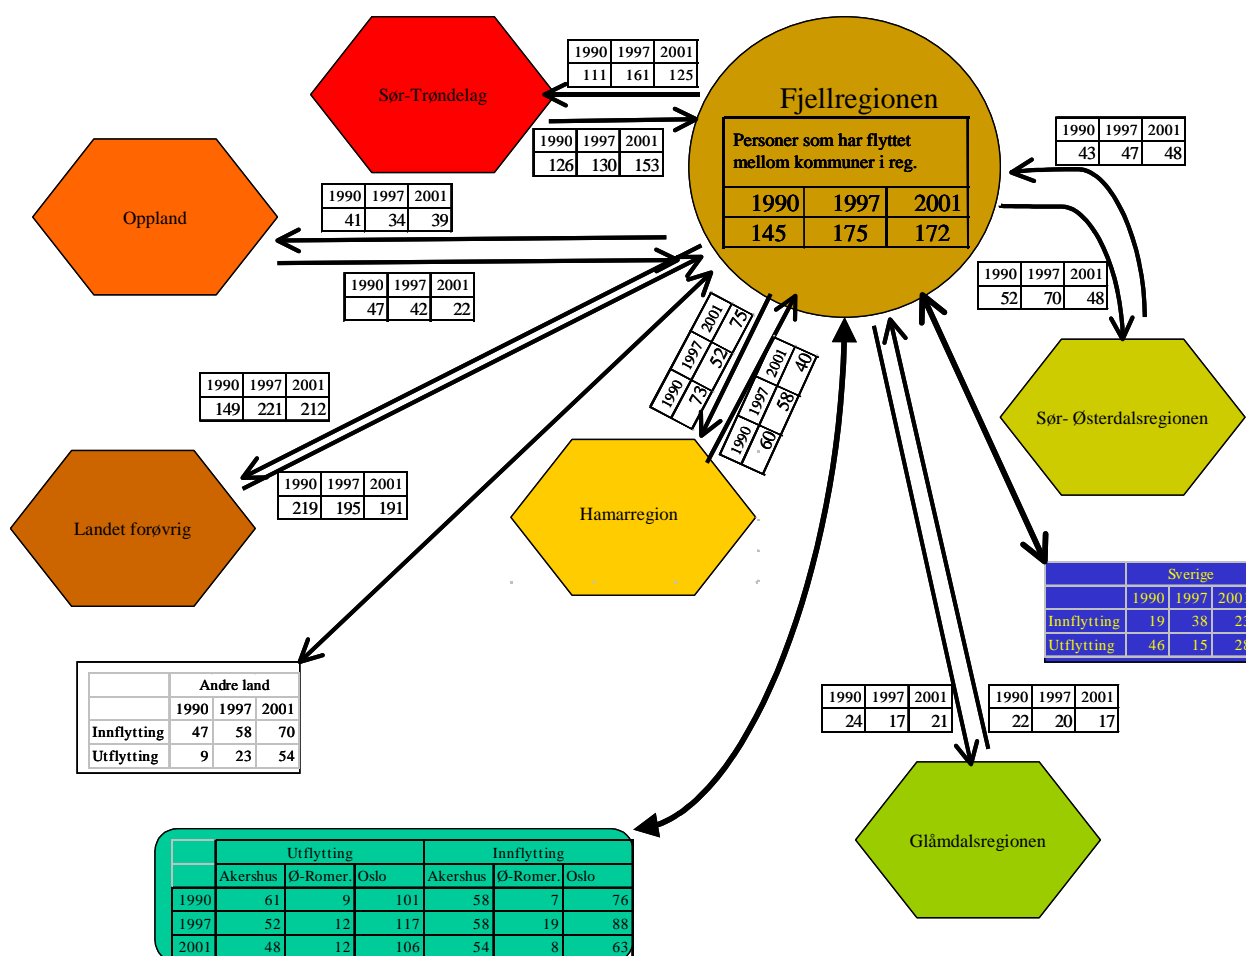 1990 1997 2001
111 161 125
Sør-Trøndelag
1990 1997 2001
126 130 153
Fjellregionen
Personer som har flyttet
mellom kommuner i reg.
1990 1997 2001
145 175 172
1990 1997 2001
43 47 48
1990 1997 2001
52 70 48
Sør- Østerdalsregionen
Oppland
1990 1997 2001
41 34 39
1990 1997 2001
47 42 22
1990 1997 2001
149 221 212
1990 1997 2001
219 195 191
Landet forøvrig
1990 1997 2001
73 52 75
1990 1997 2001
60 58 40
Hamarregion
Sverige
1990 1997 200
Innflytting 19 38 23
Utflytting 46 15 28
Andre land
1990 1997 2001
Innflytting 47 58 70
Utflytting 9 23 54
1990 1997 2001
24 17 21
1990 1997 2001
22 20 17
Glåmdalsregionen
Utflytting Innflytting
Akershus Ø-Romer. Oslo Akershus Ø-Romer. Oslo
1990 61 9 101 58 7 76
1997 52 12 117 58 19 88
2001 48 12 106 54 8 63